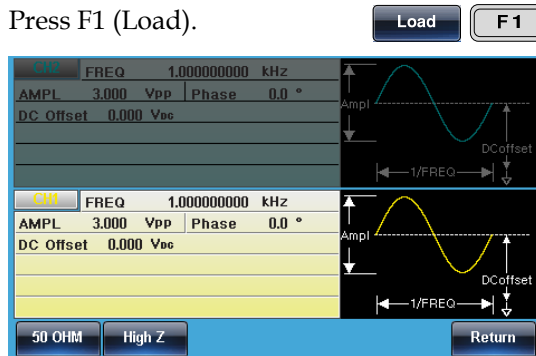 Press F1 (Load). Load F 1
CH2 FREQ 1.000000000 kHz
AMPL 3.000 Vpp Phase 0.0 °
DC Offset 0.000 VDC
Ampl
DCoffset
1/FREQ
CH1 FREQ 1.000000000 kHz
AMPL 3.000 Vpp Phase 0.0 °
DC Offset 0.000 VDC
Ampl
DCoffset
1/FREQ
50 OHM High Z Return